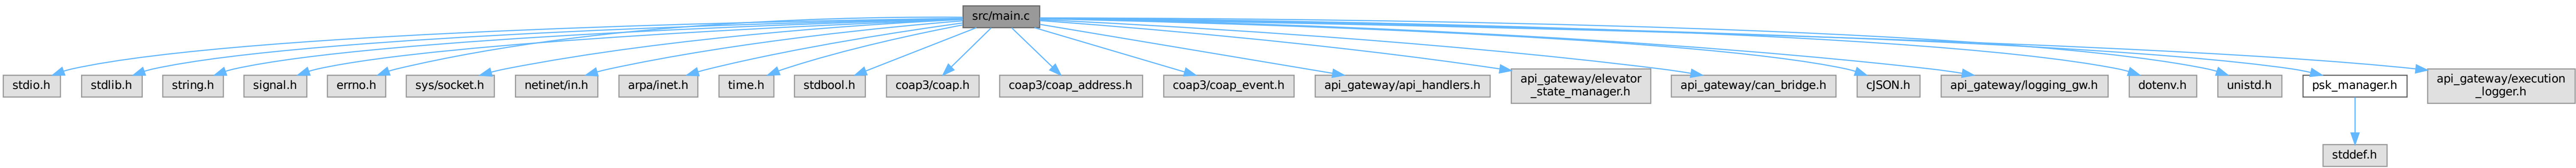 src/main.c
stdio.h
stdlib.h
string.h
signal.h
errno.h
sys/socket.h
netinet/in.h
arpa/inet.h
time.h
stdbool.h
coap3/coap.h
coap3/coap_address.h
coap3/coap_event.h
api_gateway/api_handlers.h
api_gateway/elevator
_state_manager.h
api_gateway/can_bridge.h
cJSON.h
api_gateway/logging_gw.h
dotenv.h
unistd.h
psk_manager.h
api_gateway/execution
_logger.h
stddef.h